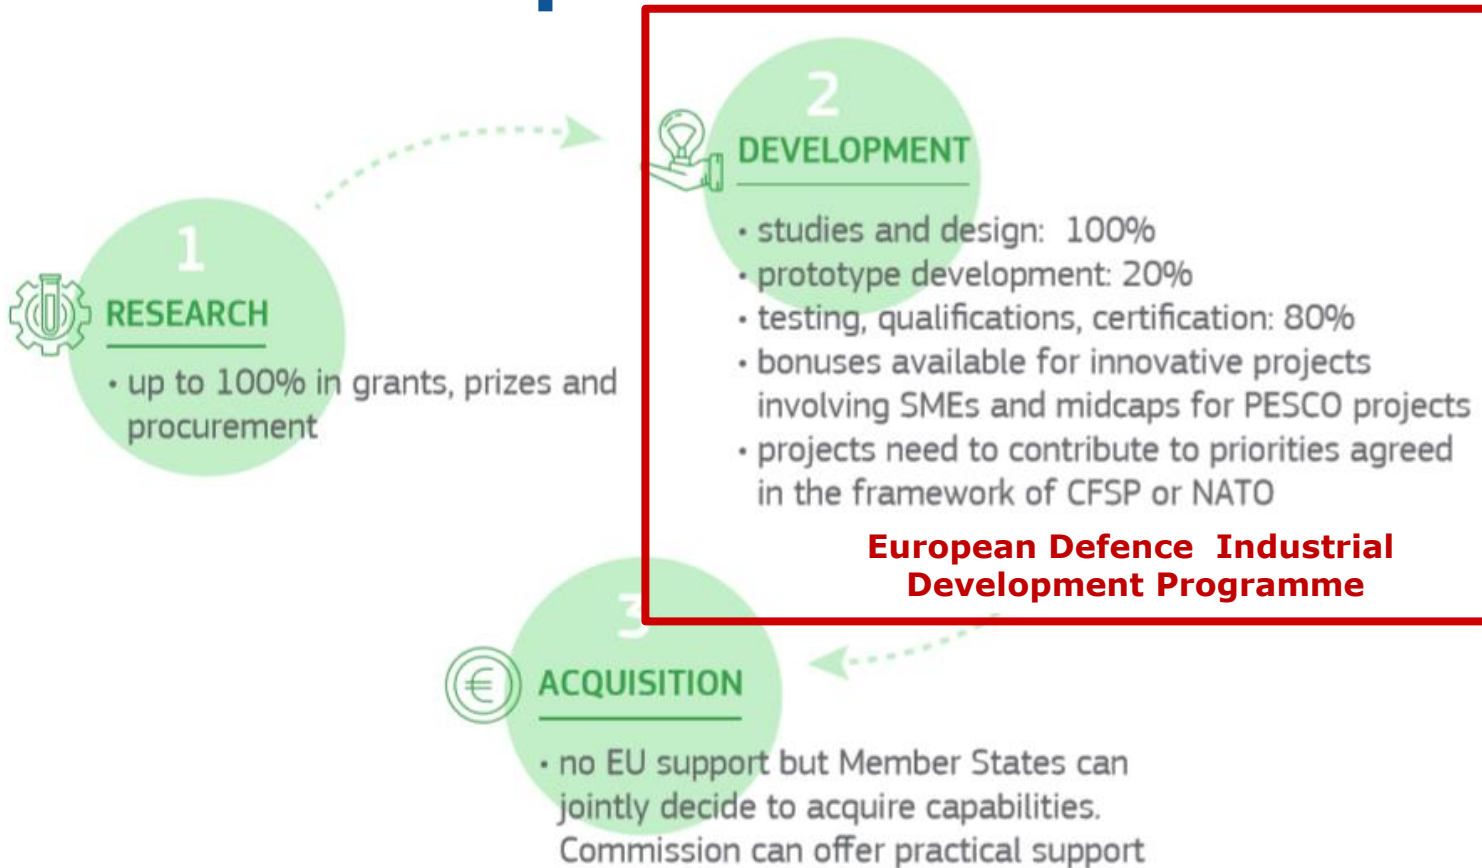 1
RESEARCH
• up to 100% in grants, prizes and
procurement
2
DEVELOPMENT
• studies and design: 100%
• prototype development: 20%
• testing, qualifications, certification: 80%
• bonuses available for innovative projects
involving SMEs and midcaps for PESCO projects
• projects need to contribute to priorities agreed
in the framework of CFSP or NATO
European Defence Industrial
Development Programme
3
€
ACQUISITION
• no EU support but Member States can
jointly decide to acquire capabilities.
Commission can offer practical support